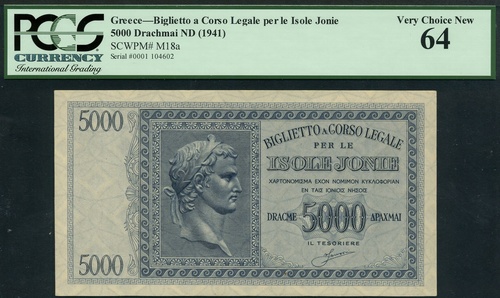 PCGS
CURRENCY
International Grading
Greece—Biglietto a Corso Legale per le Isole Jonie
5000 Drachmai ND (1941)
SCWPM# M18a
Serial #0001 104602
Very Choice New
64
5000
5000
BIGLIETTO A CORSO LEGALE
PER LE
ISOLE JONIE
ΧΑΡΤΟΝΟΜΙΣΜΑ ΕΧΟΝ ΝΟΜΙΜΟΝ ΚΥΚΛΟΦΟΡΙΑΝ
ΕΝ ΤΑΙΣ ΙΟΝΙΟΙΣ ΝΗΣΟΙΣ
DRACME 5000 ΔΡΑΧΜΑΙ
IL TESORIERE